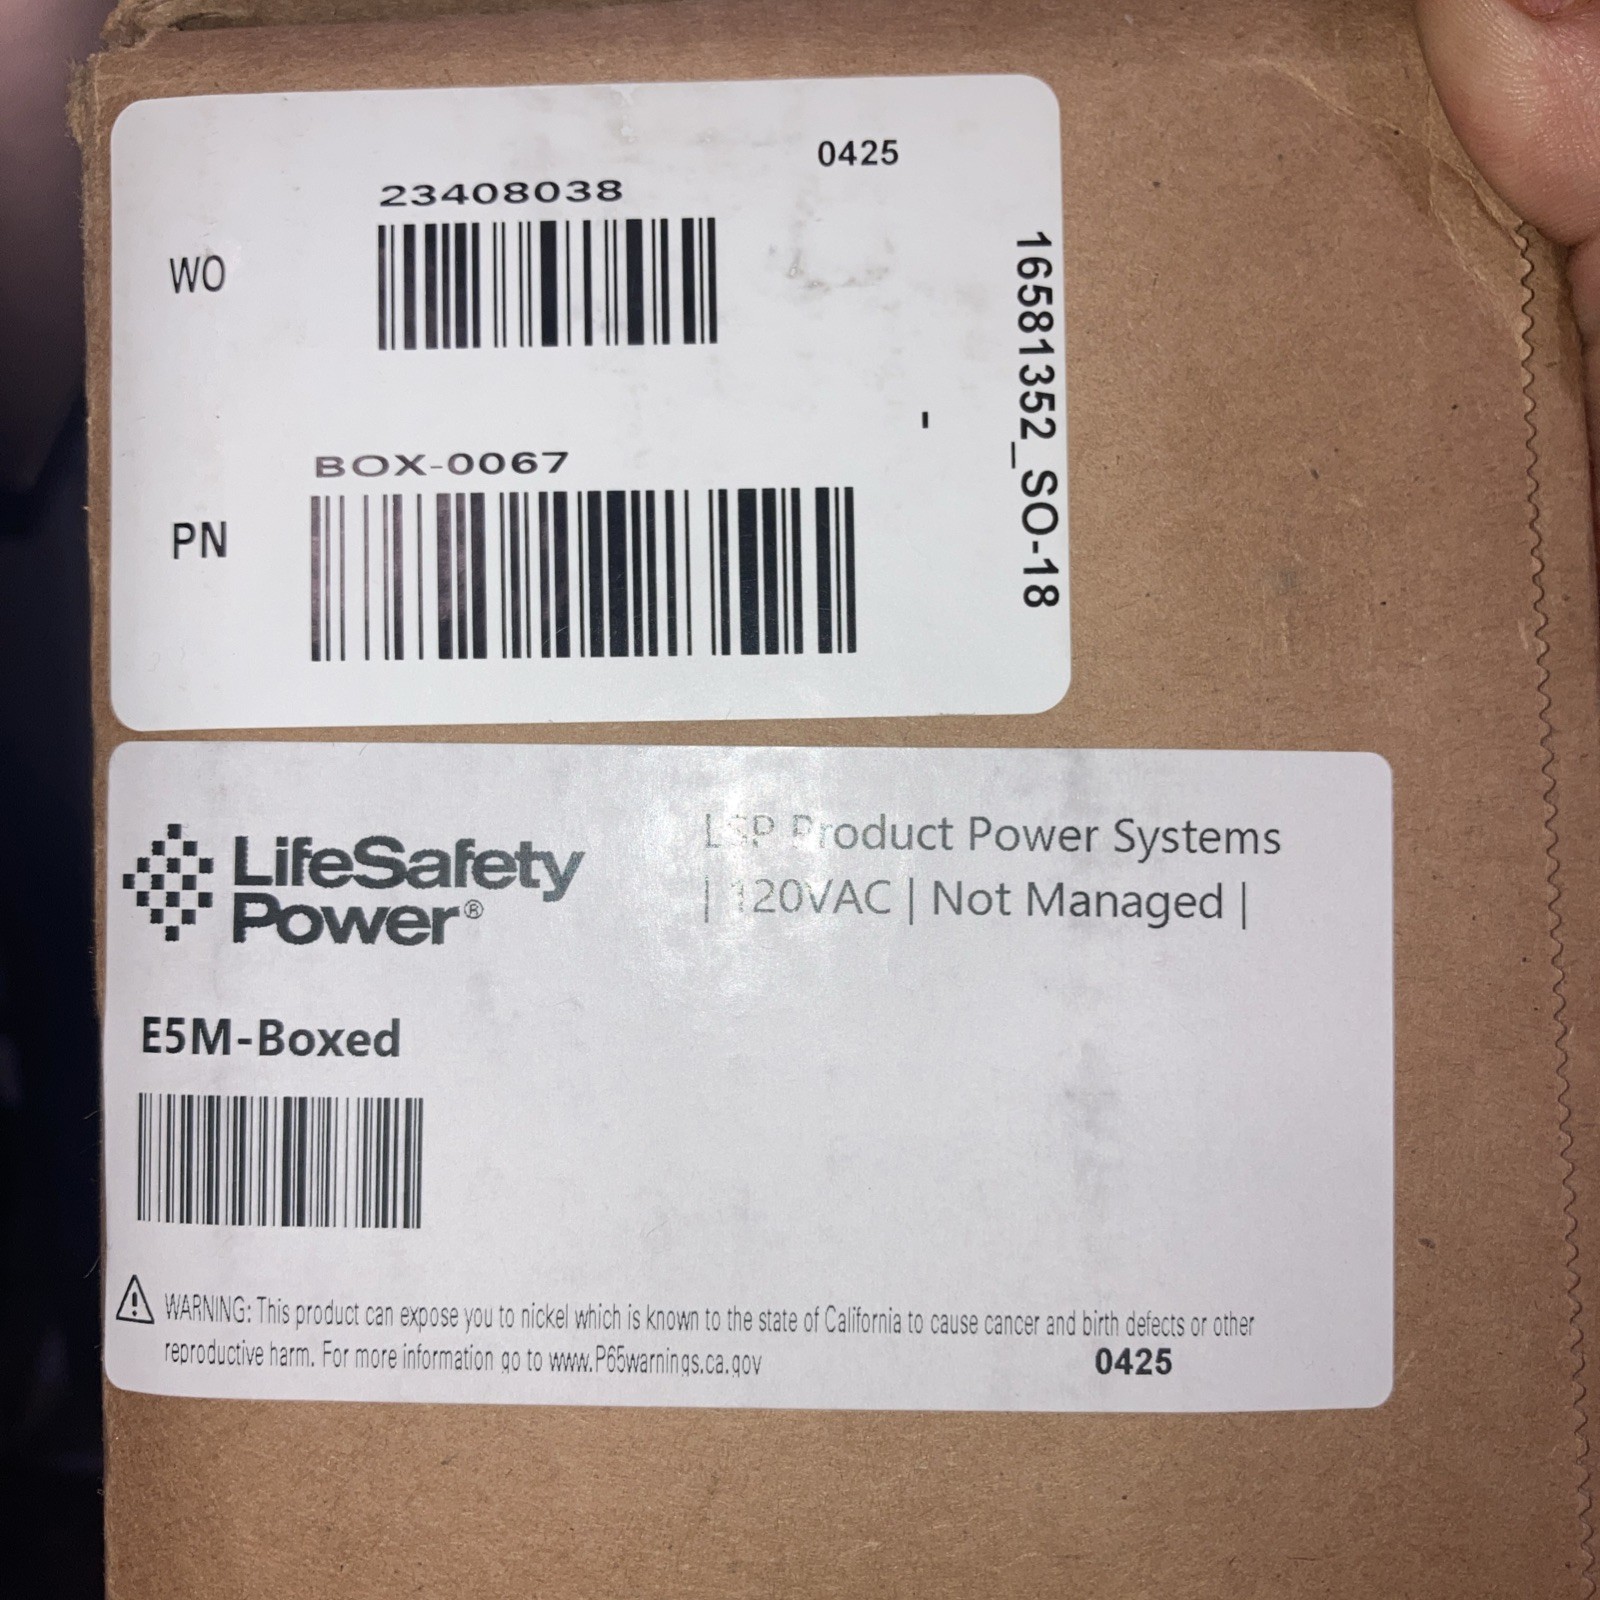 0425
23408038
WO
16581352_SO-18
-
BOX-0067
PN
LifeSafety
Power®
LSP Product Power Systems
| 120VAC | Not Managed |
E5M-Boxed
WARNING: This product can expose you to nickel which is known to the state of California to cause cancer and birth defects or other
reproductive harm. For more information go to www.P65warnings.ca.gov
0425